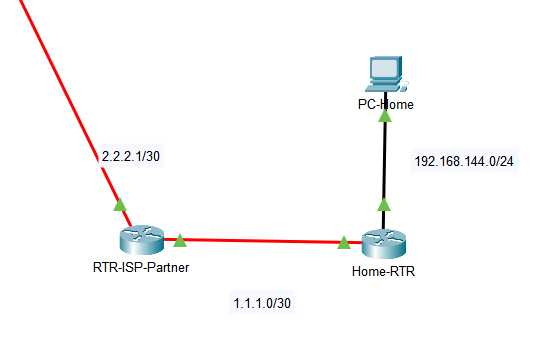 PC-Home
2.2.2.1/30
192.168.144.0/24
RTR-ISP-Partner
Home-RTR
1.1.1.0/30